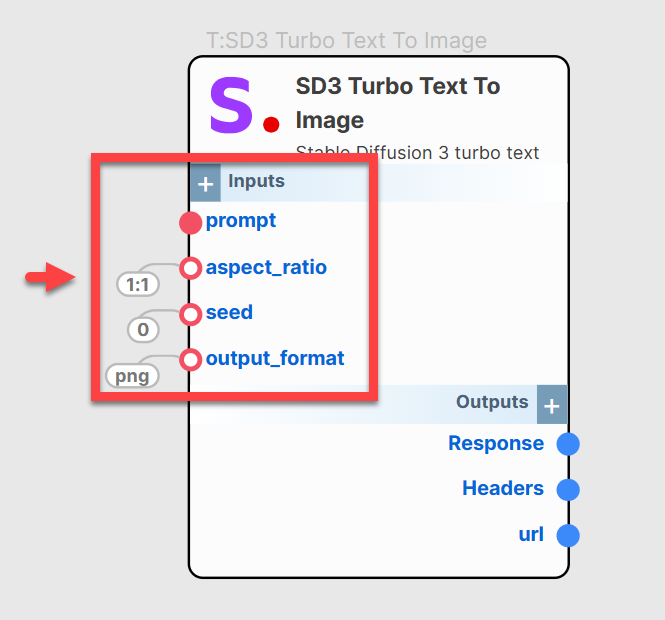 T:SD3 Turbo Text To Image
S.
SD3 Turbo Text To
Image
Stable Diffusion 3 turbo text
+ Inputs
prompt
aspect_ratio
1:1
seed
0
output_format
png
Outputs +
Response
Headers
url